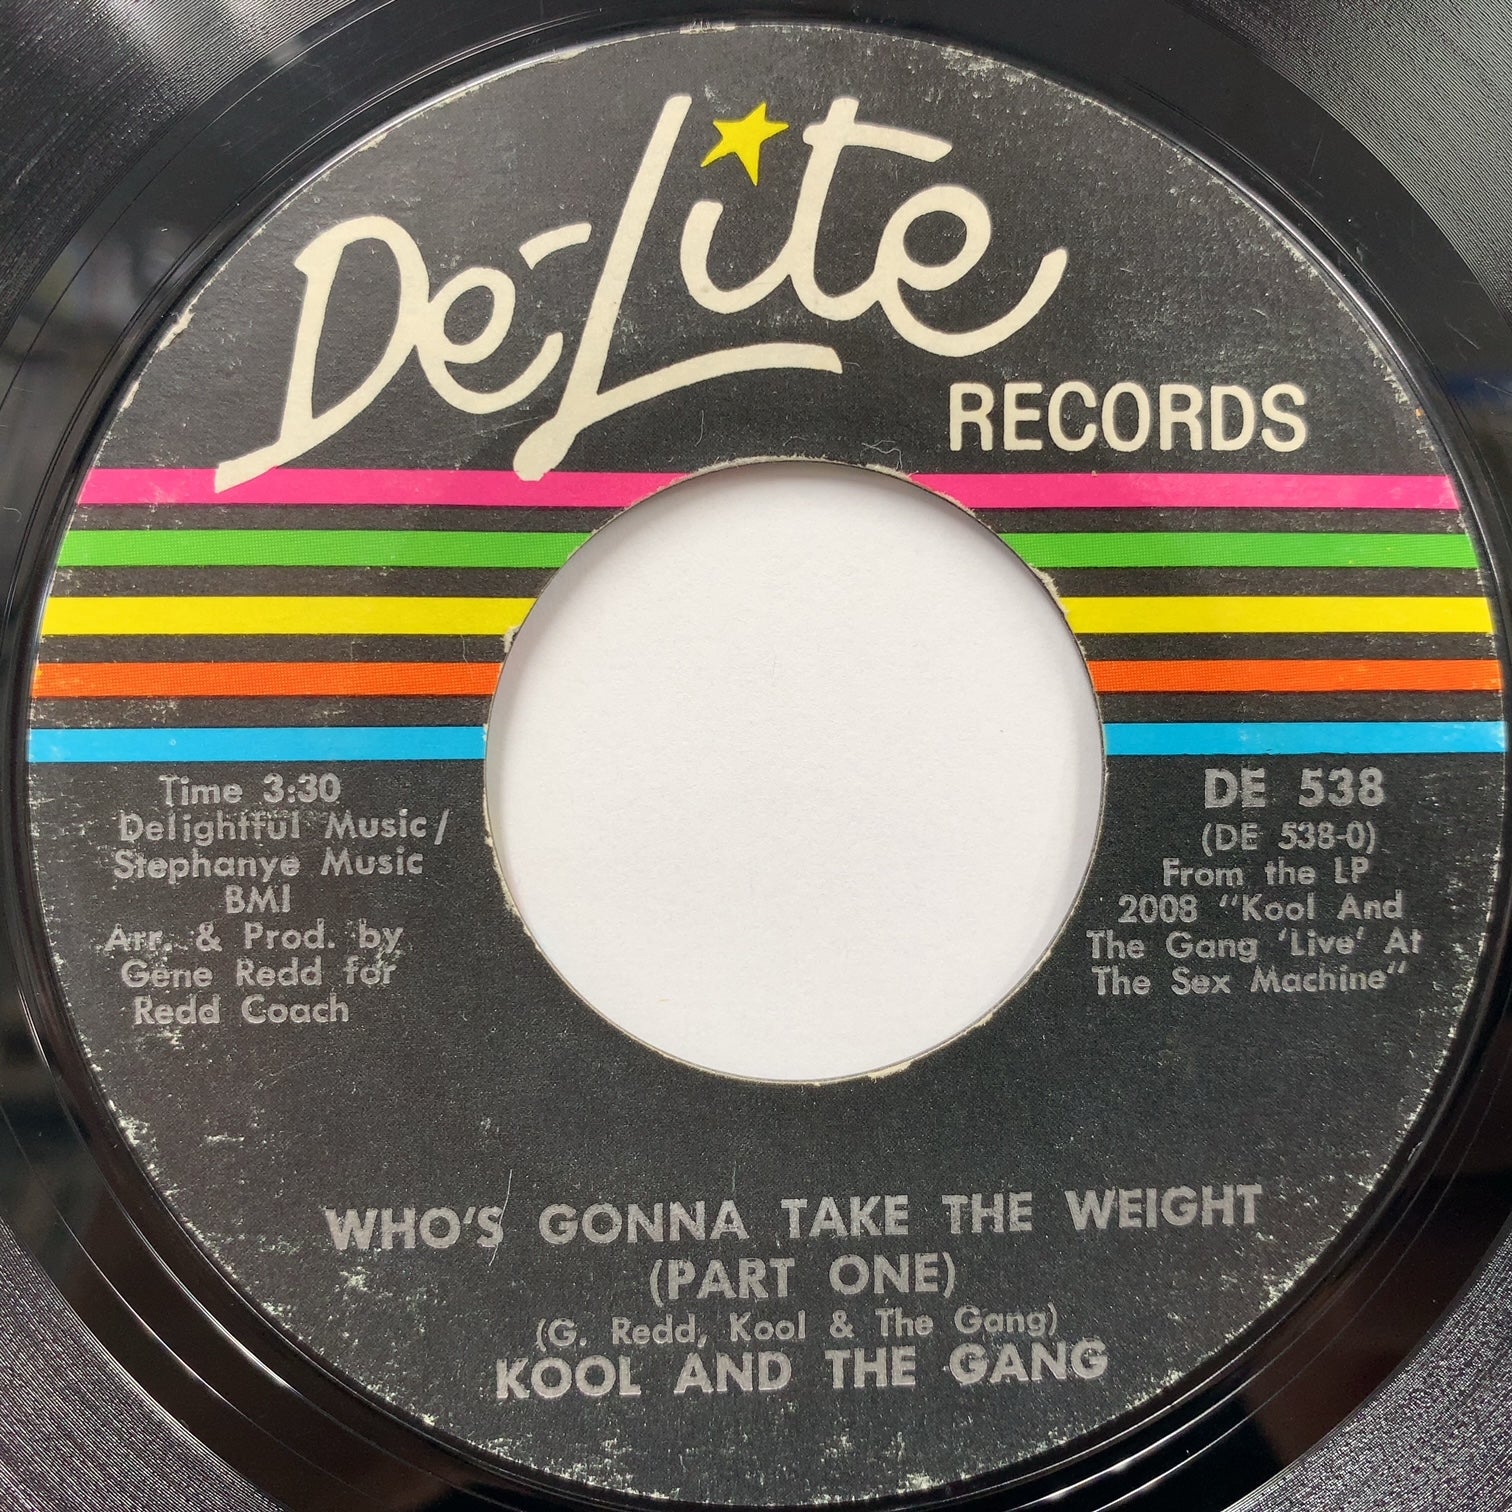 De-Lite
RECORDS
Time 3:30
Delightful Music/
Stephanye Music
BMI
Arr. & Prod. by
Gene Redd for
Redd Coach
DE 538
(DE 538-0)
From the LP
2008 "Kool And
The Gang 'Live' At
The Sex Machine"
WHO'S GONNA TAKE THE WEIGHT
(PART ONE)
(G. Redd, Kool & The Gang)
KOOL AND THE GANG